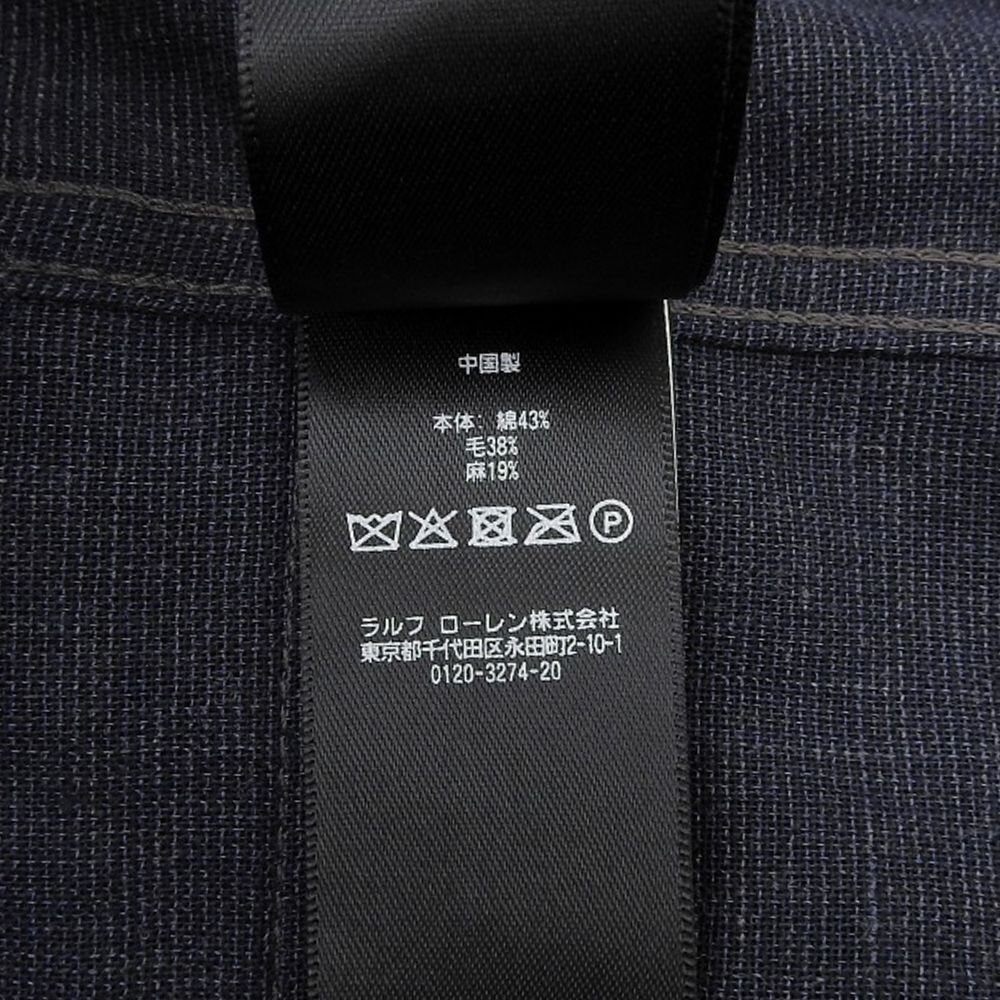 中国製
本体: 綿43%
毛38%
麻19%
P
ラルフ ローレン株式会社
東京都千代田区永田町2-10-1
0120-3274-20